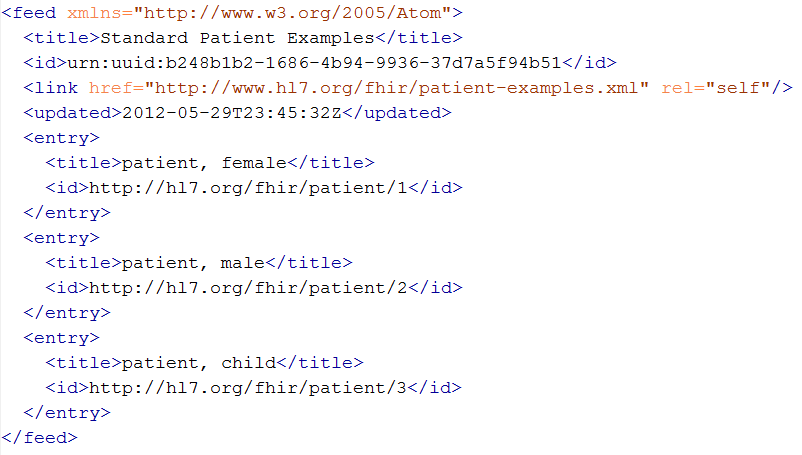 <feed xmlns="http://www.w3.org/2005/Atom">
  <title>Standard Patient Examples</title>
  <id>urn:uuid:b248b1b2-1686-4b94-9936-37d7a5f94b51</id>
  <link href="http://www.hl7.org/fhir/patient-examples.xml" rel="self"/>
  <updated>2012-05-29T23:45:32Z</updated>
  <entry>
    <title>patient, female</title>
    <id>http://hl7.org/fhir/patient/1</id>
  </entry>
  <entry>
    <title>patient, male</title>
    <id>http://hl7.org/fhir/patient/2</id>
  </entry>
  <entry>
    <title>patient, child</title>
    <id>http://hl7.org/fhir/patient/3</id>
  </entry>
</feed>